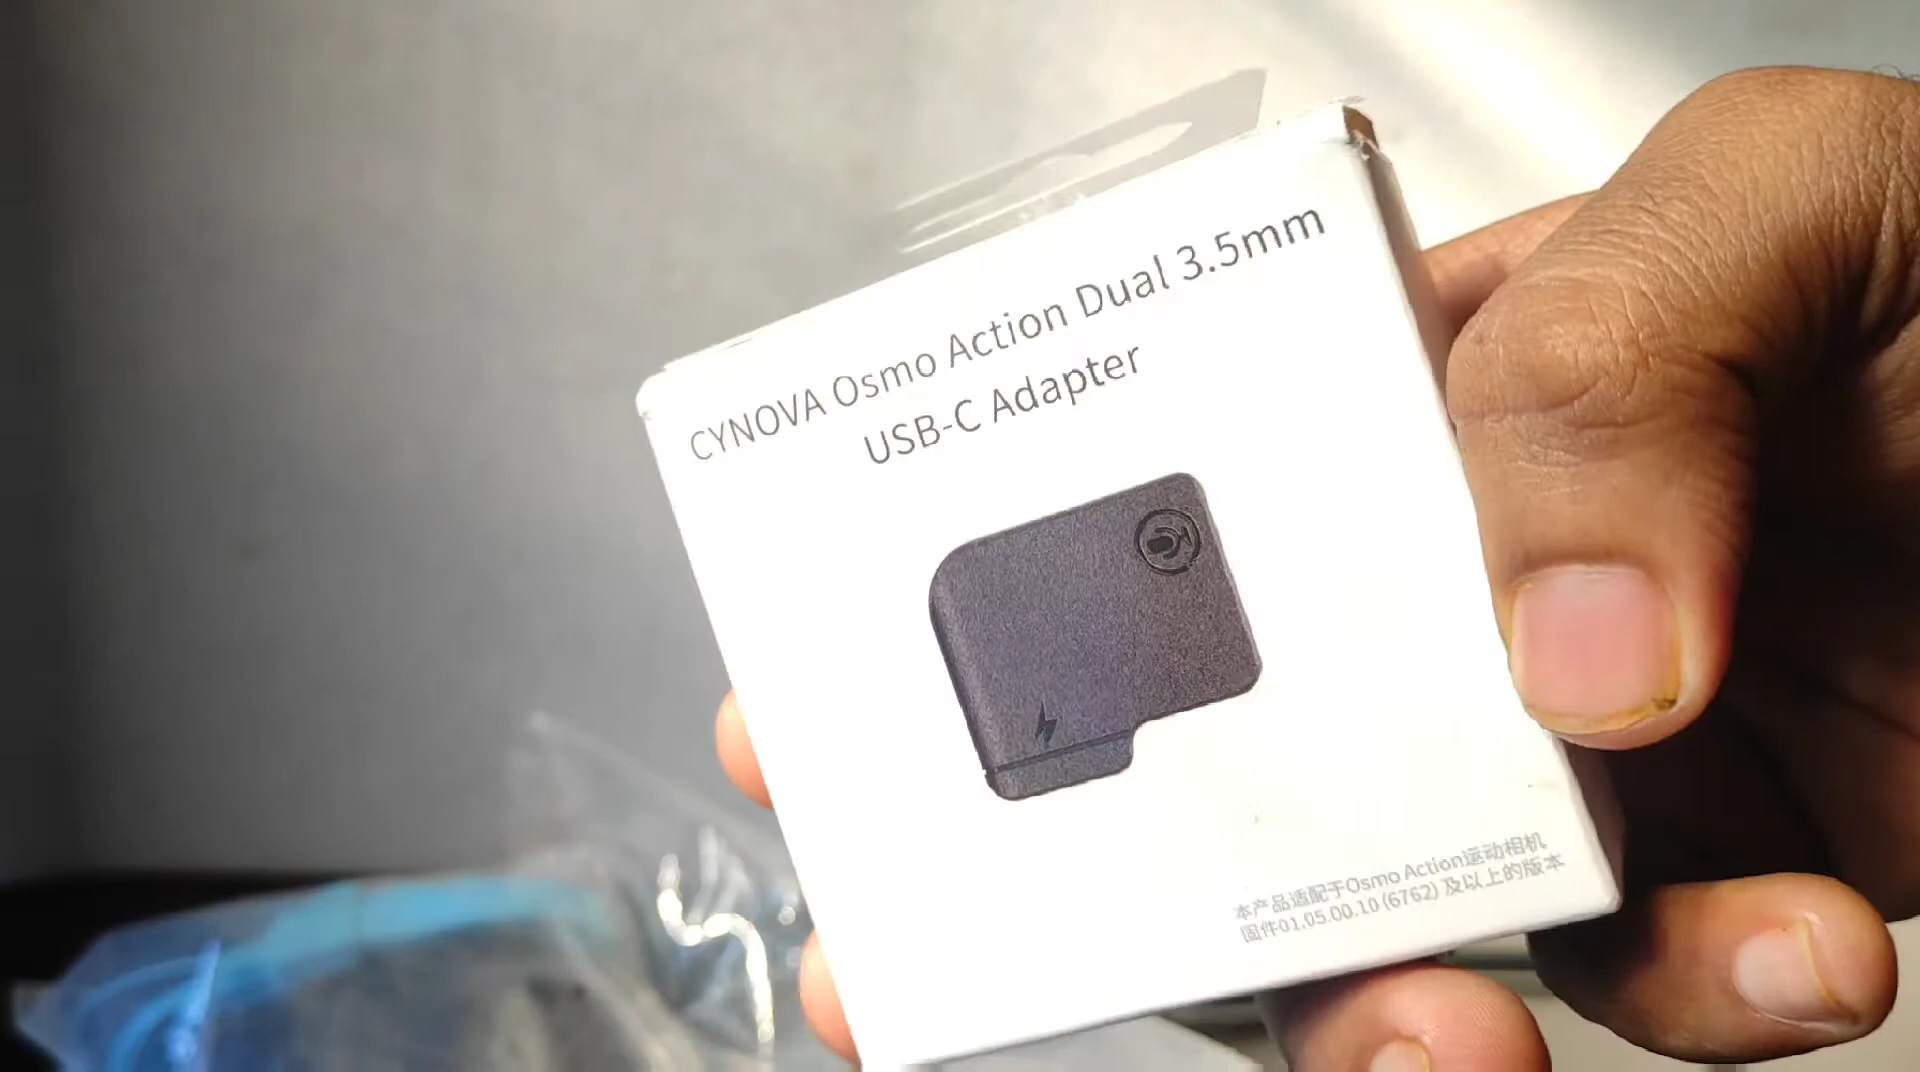 CYNOVA Osmo Action Dual 3.5mm
USB-C Adapter
本产品适配于Osmo Action运动相机
固件01.05.00.10 (6762) 及以上的版本